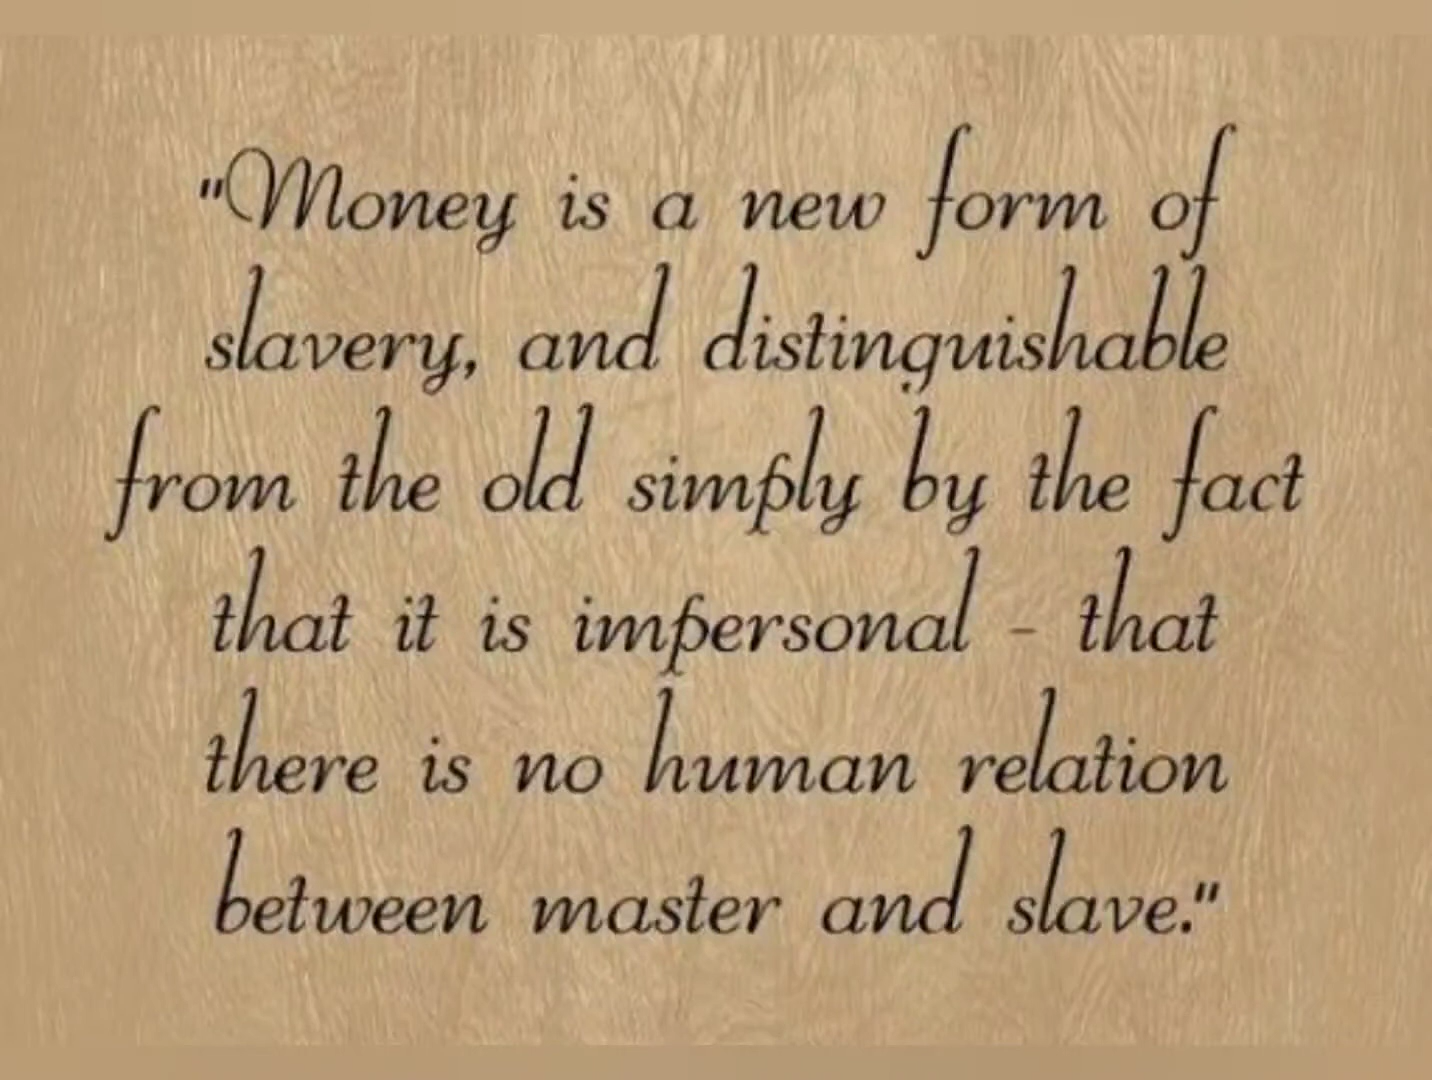 "Money is a new form of
slavery, and distinguishable
from the old simply by the fact
that it is impersonal - that
there is no human relation
between master and slave."